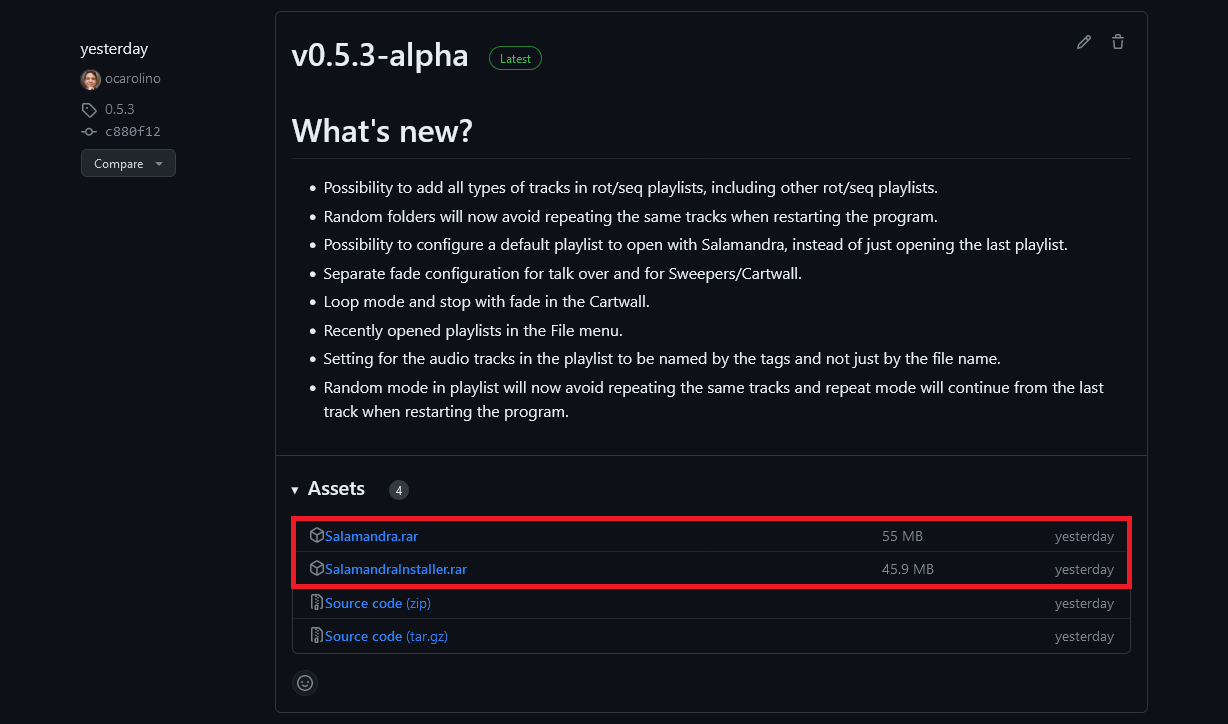 yesterday
ocarolino
0.5.3
c880f12
Compare
v0.5.3-alpha Latest
What's new?
• Possibility to add all types of tracks in rot/seq playlists, including other rot/seq playlists.
• Random folders will now avoid repeating the same tracks when restarting the program.
• Possibility to configure a default playlist to open with Salamandra, instead of just opening the last playlist.
• Separate fade configuration for talk over and for Sweepers/Cartwall.
• Loop mode and stop with fade in the Cartwall.
• Recently opened playlists in the File menu.
• Setting for the audio tracks in the playlist to be named by the tags and not just by the file name.
• Random mode in playlist will now avoid repeating the same tracks and repeat mode will continue from the last
track when restarting the program.
Assets 4
Salamandra.rar 55 MB yesterday
SalamandraInstaller.rar 45.9 MB yesterday
Source code (zip) yesterday
Source code (tar.gz) yesterday